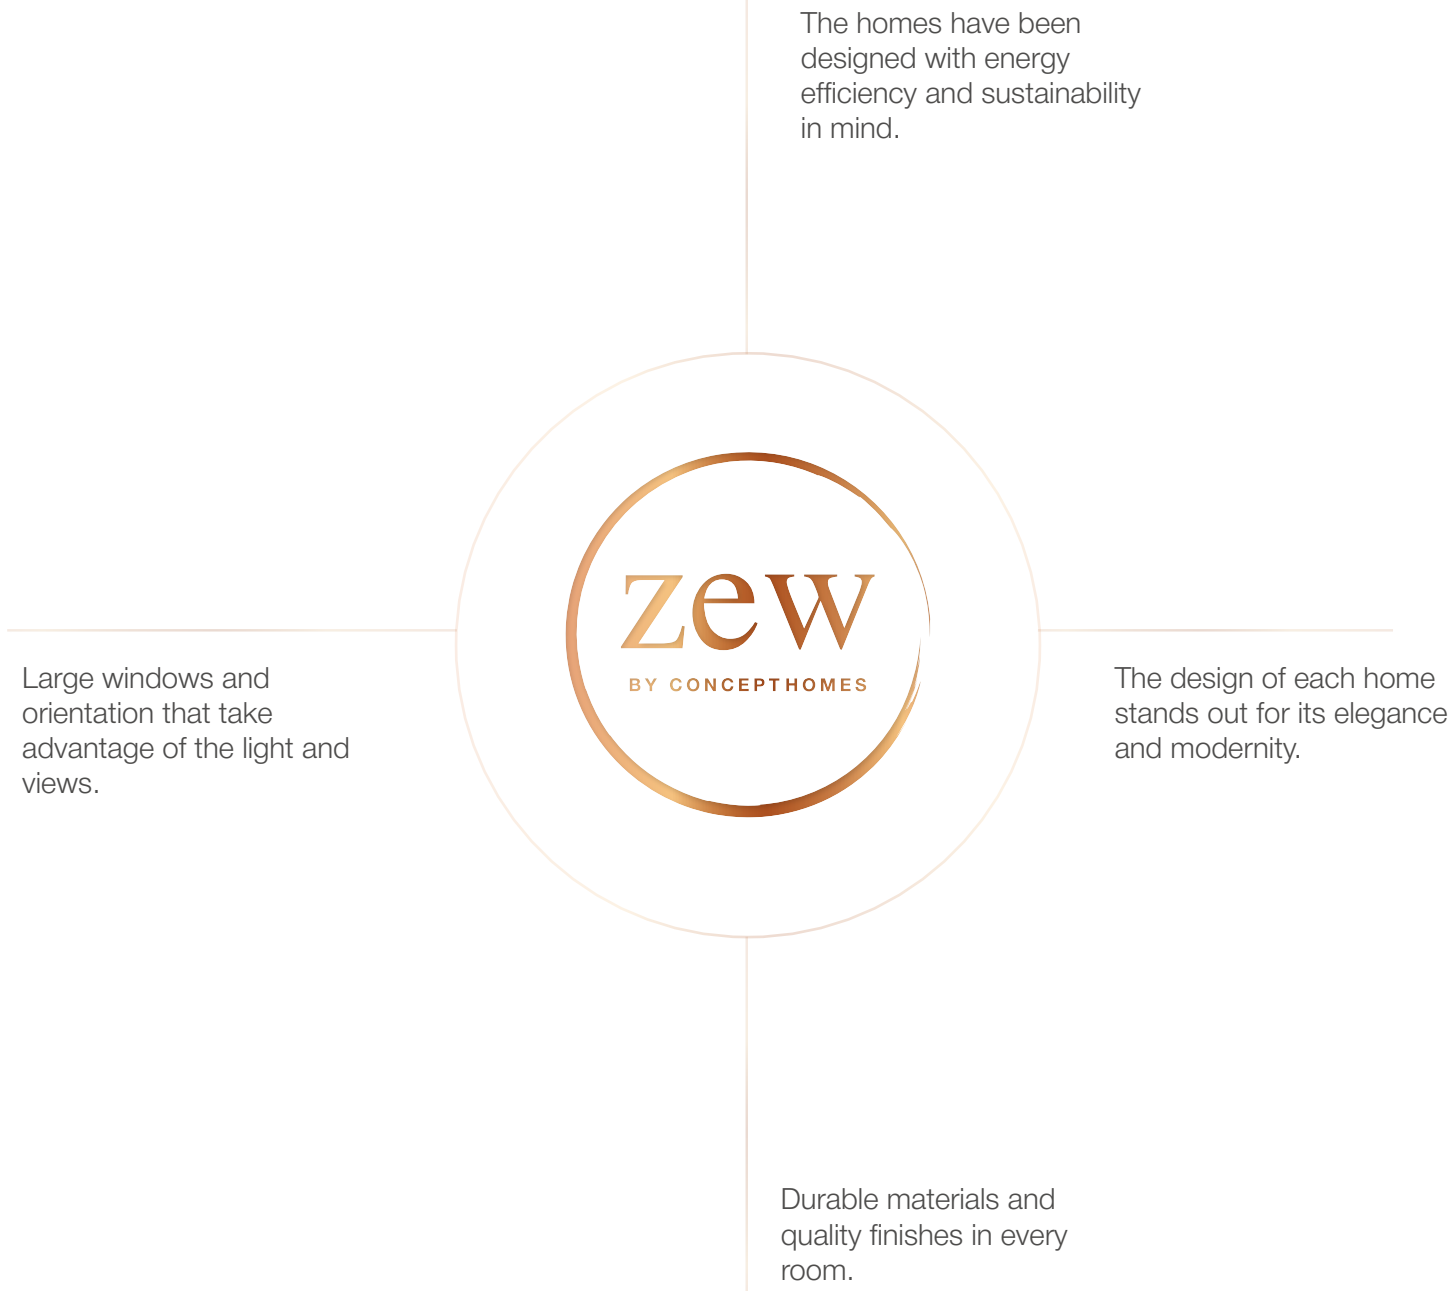 The homes have been
designed with energy
efficiency and sustainability
in mind.
zew
BY CONCEPTHOMES
Large windows and
orientation that take
advantage of the light and
views.
The design of each home
stands out for its elegance
and modernity.
Durable materials and
quality finishes in every
room.